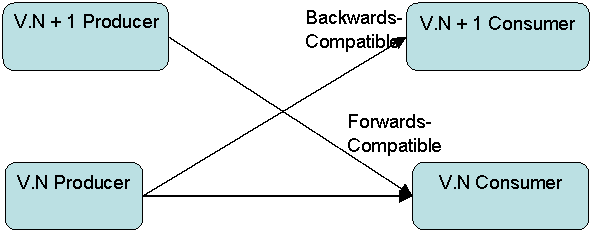 V.N + 1 Producer
Backwards-
Compatible
V.N + 1 Consumer
Forwards-
Compatible
V.N Producer
V.N Consumer